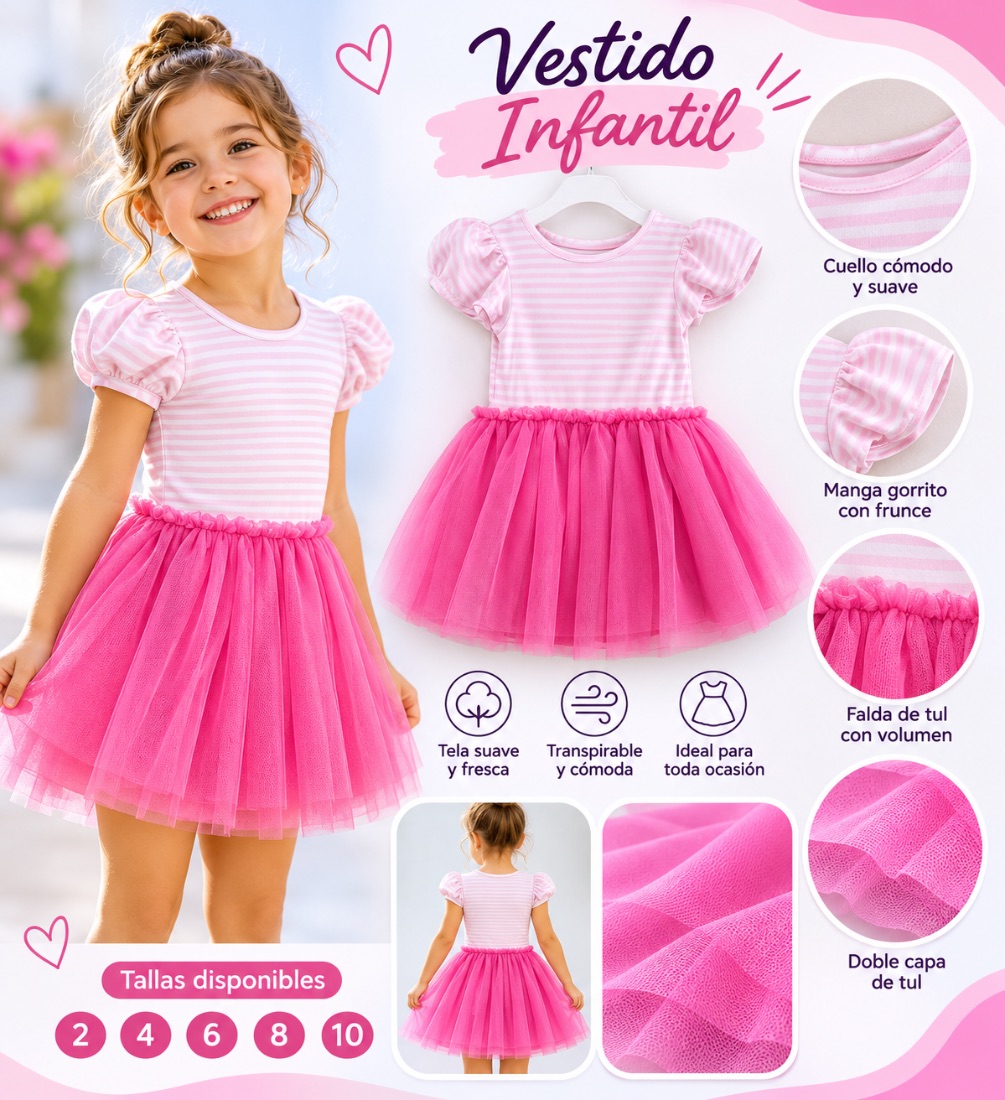 Vestido
Infantil
Cuello cómodo
y suave
Manga gorrito
con frunce
Falda de tul
con volumen
Tela suave
y fresca
Transpirable
y cómoda
Ideal para
toda ocasión
Doble capa
de tul
Tallas disponibles
2 4 6 8 10